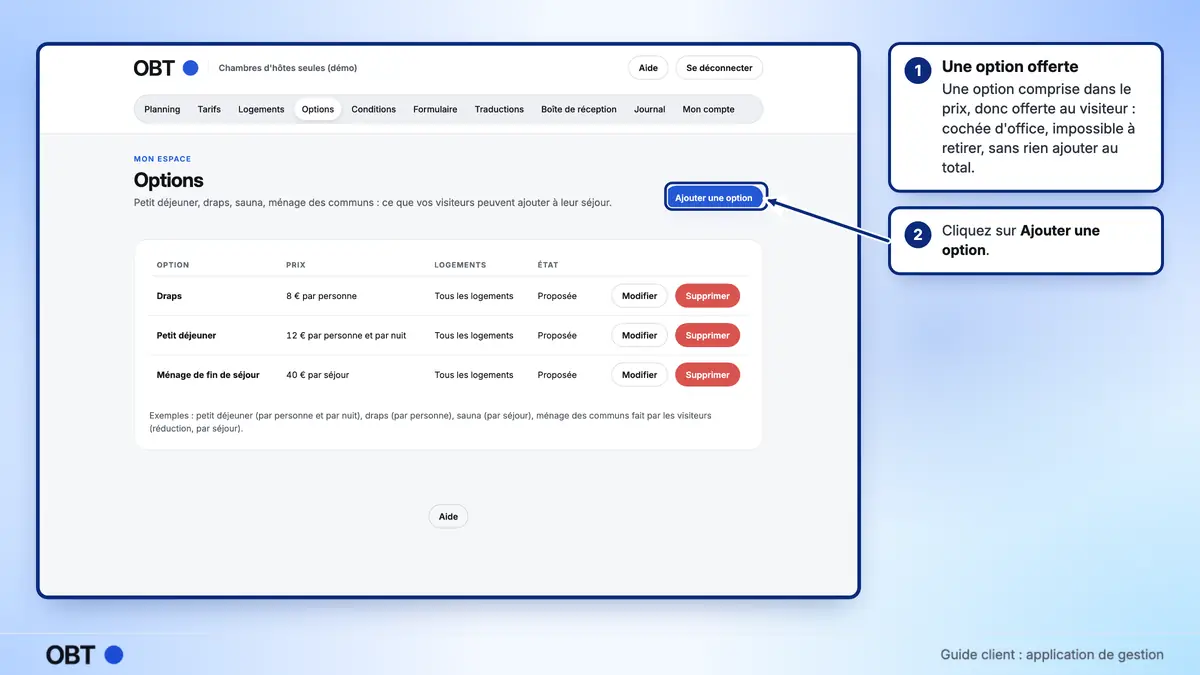 OBT
Chambres d'hôtes seules (démo)
Aide
Se déconnecter
Planning
Tarifs
Logements
Options
Conditions
Formulaire
Traductions
Boîte de réception
Journal
Mon compte
MON ESPACE
Options
Petit déjeuner, draps, sauna, ménage des communs : ce que vos visiteurs peuvent ajouter à leur séjour.
Ajouter une option
OPTION PRIX LOGEMENTS ÉTAT
Draps 8 € par personne Tous les logements Proposée Modifier Supprimer
Petit déjeuner 12 € par personne et par nuit Tous les logements Proposée Modifier Supprimer
Ménage de fin de séjour 40 € par séjour Tous les logements Proposée Modifier Supprimer
Exemples : petit déjeuner (par personne et par nuit), draps (par personne), sauna (par séjour), ménage des communs fait par les visiteurs
(réduction, par séjour).
Aide
1 Une option offerte
Une option comprise dans le
prix, donc offerte au visiteur :
cochée d'office, impossible à
retirer, sans rien ajouter au
total.
2 Cliquez sur Ajouter une
option.
OBT
Guide client : application de gestion